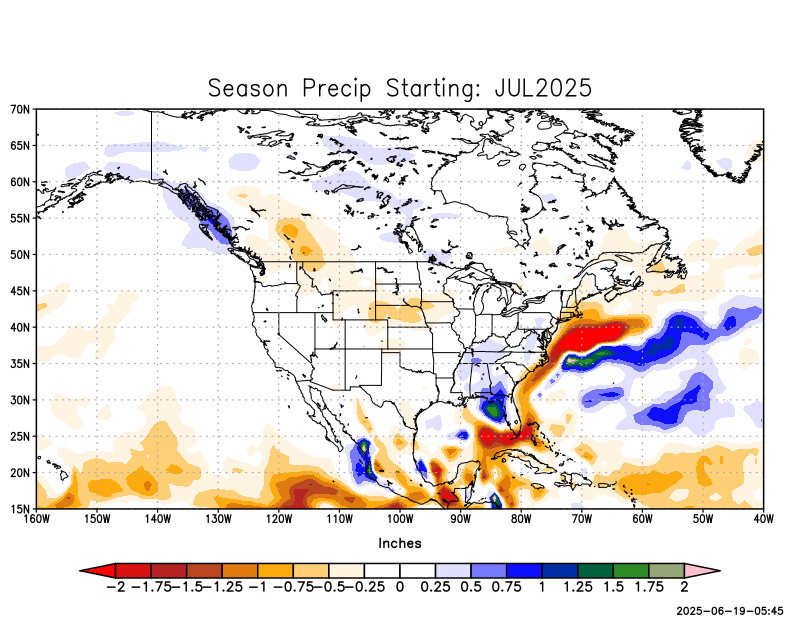 Season Precip Starting: JUL2025
70N
65N
60N
55N
50N
45N
40N
35N
30N
25N
20N
15N
160W 150W 140W 130W 120W 110W 100W 90W 80W 70W 60W 50W 40W
Inches
-2 -1.75 -1.5 -1.25 -1 -0.75 -0.5 -0.25 0 0.25 0.5 0.75 1 1.25 1.5 1.75 2
2025-06-19-05:45